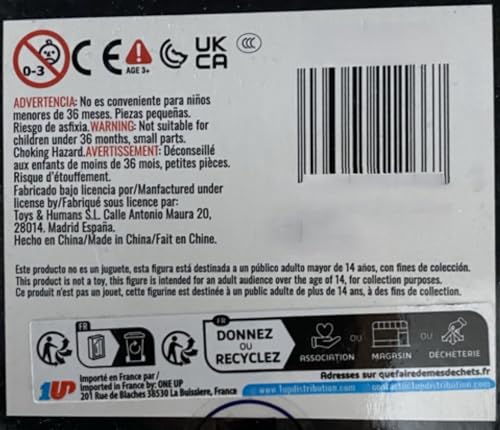 0-3
CE
AGE 3+
UK
CA
CCC
ADVERTENCIA: No es conveniente para niños
menores de 36 meses. Piezas pequeñas.
Riesgo de asfixia.WARNING: Not suitable for
children under 36 months, small parts.
Choking Hazard.AVERTISSEMENT: Déconseillé
aux enfants de moins de 36 mois, petites pièces.
Risque d'étouffement.
Fabricado bajo licencia por/Manfactured under
license by/Fabriqué sous licence par:
Toys & Humans S.L. Calle Antonio Maura 20,
28014. Madrid España.
Hecho en China/Made in China/Fait en Chine.
Este producto no es un juguete, esta figura está destinada a un público adulto mayor de 14 años, con fines de colección.
This product is not a toy, this figure is intended for an adult audience over the age of 14, for collection purposes.
Ce produit n'est pas un jouet, cette figurine est destinée à un public adulte de plus de 14 ans, à des fins de collection.
FR
FR
DONNEZ
OU
RECYCLEZ
ASSOCIATION
OU
MAGASIN
OU
DÉCHETERIE
Adresses sur quefairedemesdechets.fr
1UP
Importé en France par/
Imported in France by: ONE UP
201 Rue de Blaches 38530 La Buissiere, France
www.1updistribution.com
contact@1updistribution.com